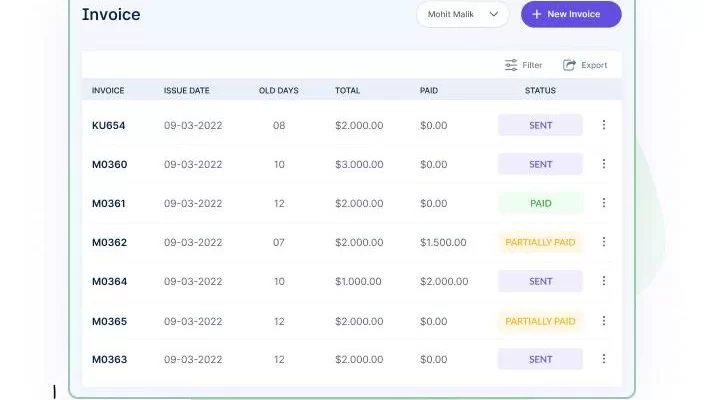 Invoice Mohit Malik + New Invoice
Filter Export
INVOICE ISSUE DATE OLD DAYS TOTAL PAID STATUS
KU654 09-03-2022 08 $2.000.00 $0.00 SENT
M0360 09-03-2022 10 $3.000.00 $0.00 SENT
M0361 09-03-2022 12 $2.000.00 $0.00 PAID
M0362 09-03-2022 07 $2.000.00 $1.500.00 PARTIALLY PAID
M0364 09-03-2022 10 $1.000.00 $2.000.00 SENT
M0365 09-03-2022 12 $2.000.00 $0.00 PARTIALLY PAID
M0363 09-03-2022 12 $2.000.00 $0.00 SENT